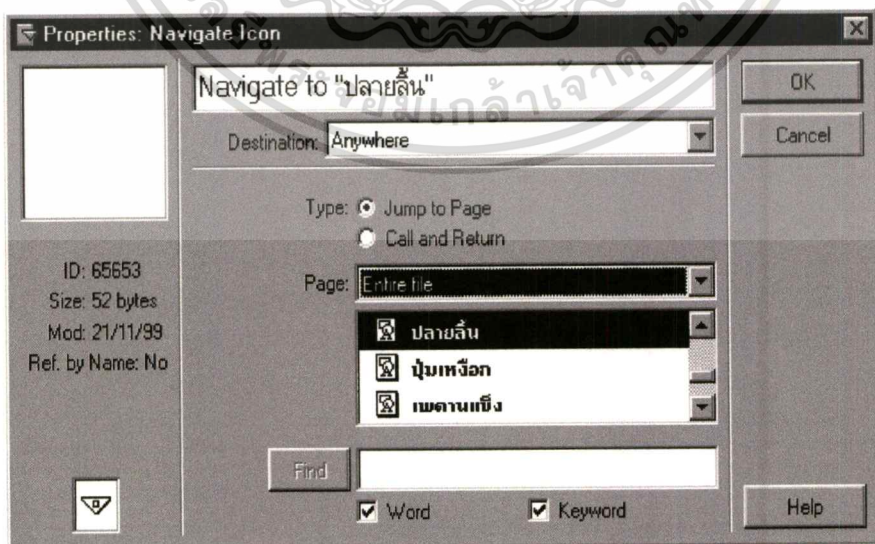 Properties: Navigate Icon
Navigate to "ปลายลิ้น"
OK
Destination: Anywhere
Cancel
Type: Jump to Page
Call and Return
ID: 65653
Size: 52 bytes
Mod: 21/11/99
Ref. by Name: No
Page: Entire file
ปลายลิ้น
ปุ่มเหงือก
เพดานแข็ง
Find
Word
Keyword
Help